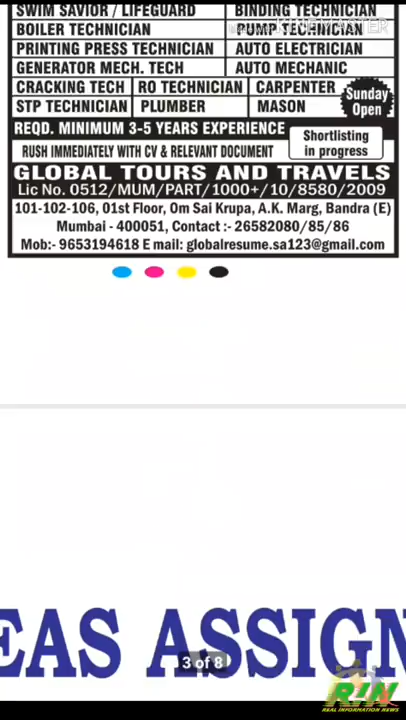 SWIM SAVIOR / LIFEGUARD BINDING TECHNICIAN
KINEMASTER
BOILER TECHNICIAN PUMP TECHNICIAN
PRINTING PRESS TECHNICIAN AUTO ELECTRICIAN
GENERATOR MECH. TECH AUTO MECHANIC
CRACKING TECH RO TECHNICIAN CARPENTER
STP TECHNICIAN PLUMBER MASON
Sunday
Open
REQD. MINIMUM 3-5 YEARS EXPERIENCE
RUSH IMMEDIATELY WITH CV & RELEVANT DOCUMENT
Shortlisting
in progress
GLOBAL TOURS AND TRAVELS
Lic No. 0512/MUM/PART/1000+/10/8580/2009
101-102-106, 01st Floor, Om Sai Krupa, A.K. Marg, Bandra (E)
Mumbai - 400051, Contact :- 26582080/85/86
Mob:- 9653194618 E mail: globalresume.sa123@gmail.com
EAS ASSIGN
3 of 8
RIN
REAL INFORMATION NEWS